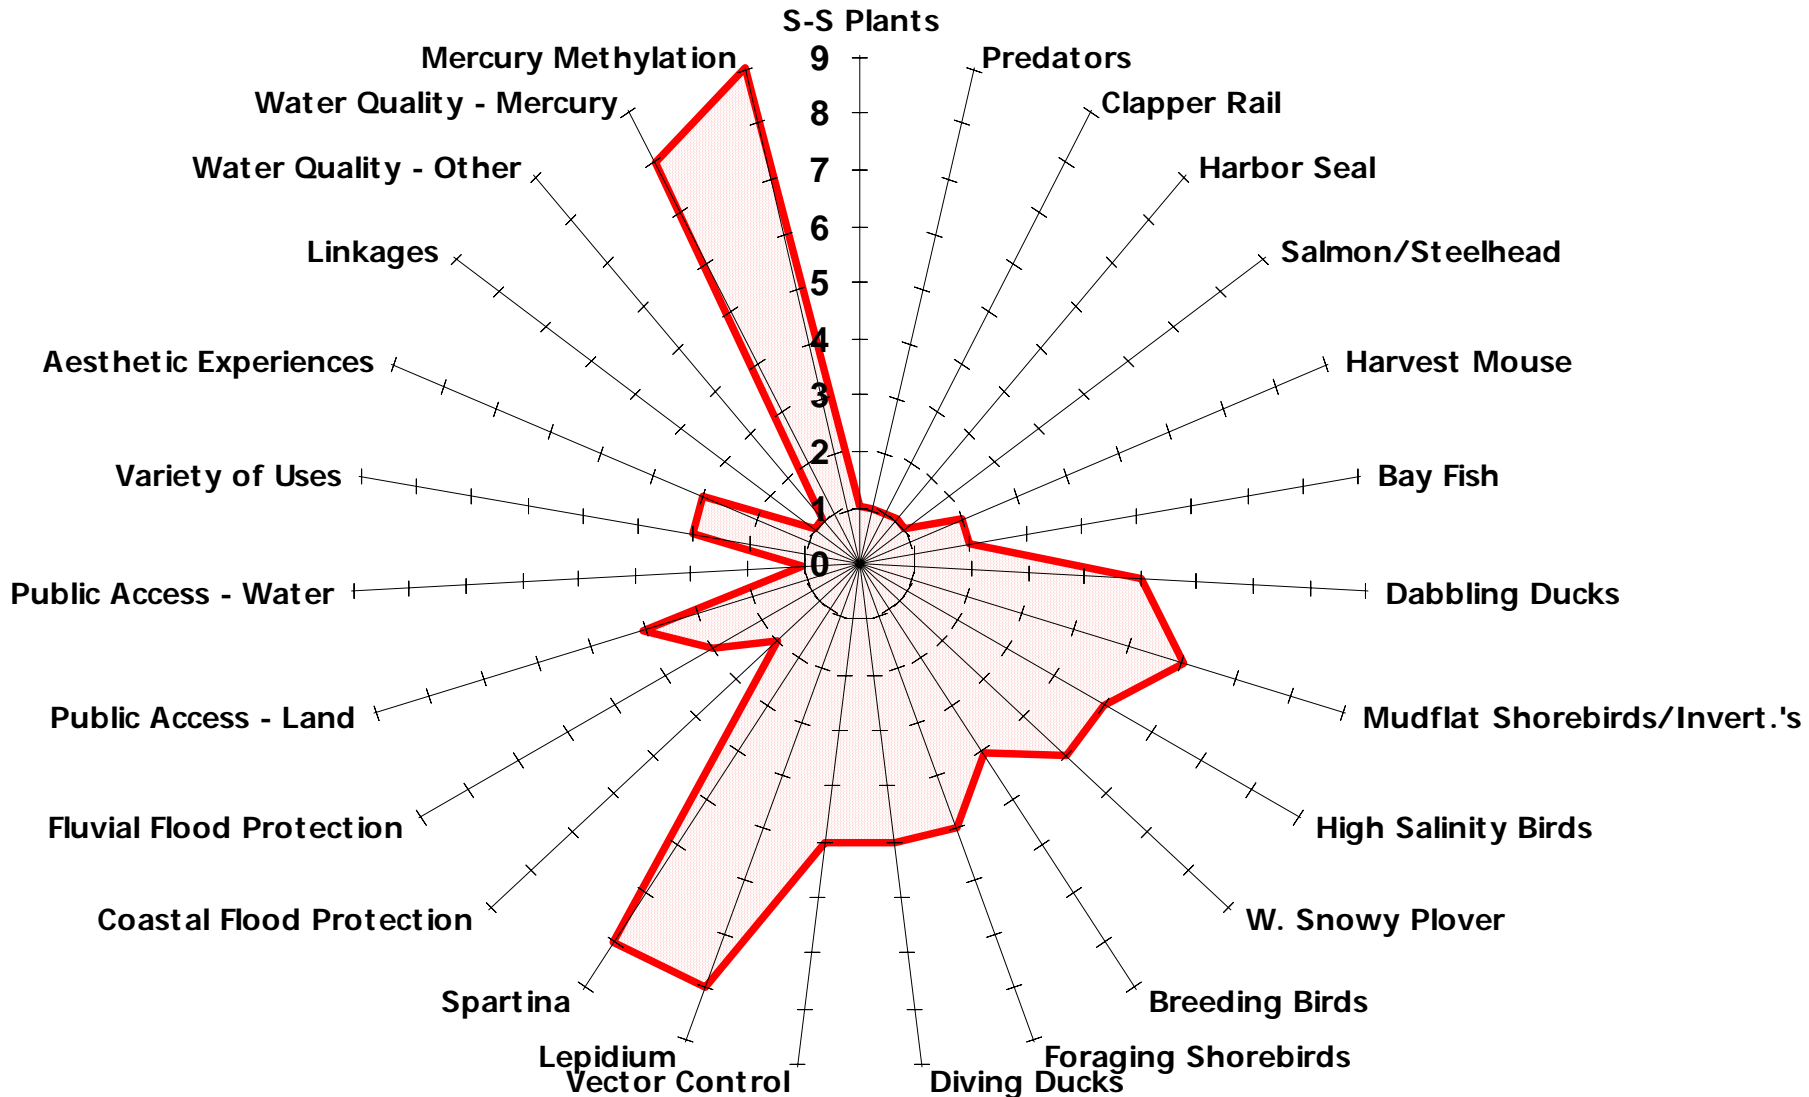 S-S Plants
Mercury Methylation
9
Predators
Water Quality - Mercury
8
Clapper Rail
Water Quality - Other
7
Harbor Seal
6
Linkages
5
Salmon/Steelhead
4
Aesthetic Experiences
3
Harvest Mouse
2
Variety of Uses
1
Bay Fish
0
Public Access - Water
Dabbling Ducks
Public Access - Land
Mudflat Shorebirds/Invert.'s
Fluvial Flood Protection
High Salinity Birds
Coastal Flood Protection
W. Snowy Plover
Spartina
Breeding Birds
Lepidium
Foraging Shorebirds
Vector Control
Diving Ducks